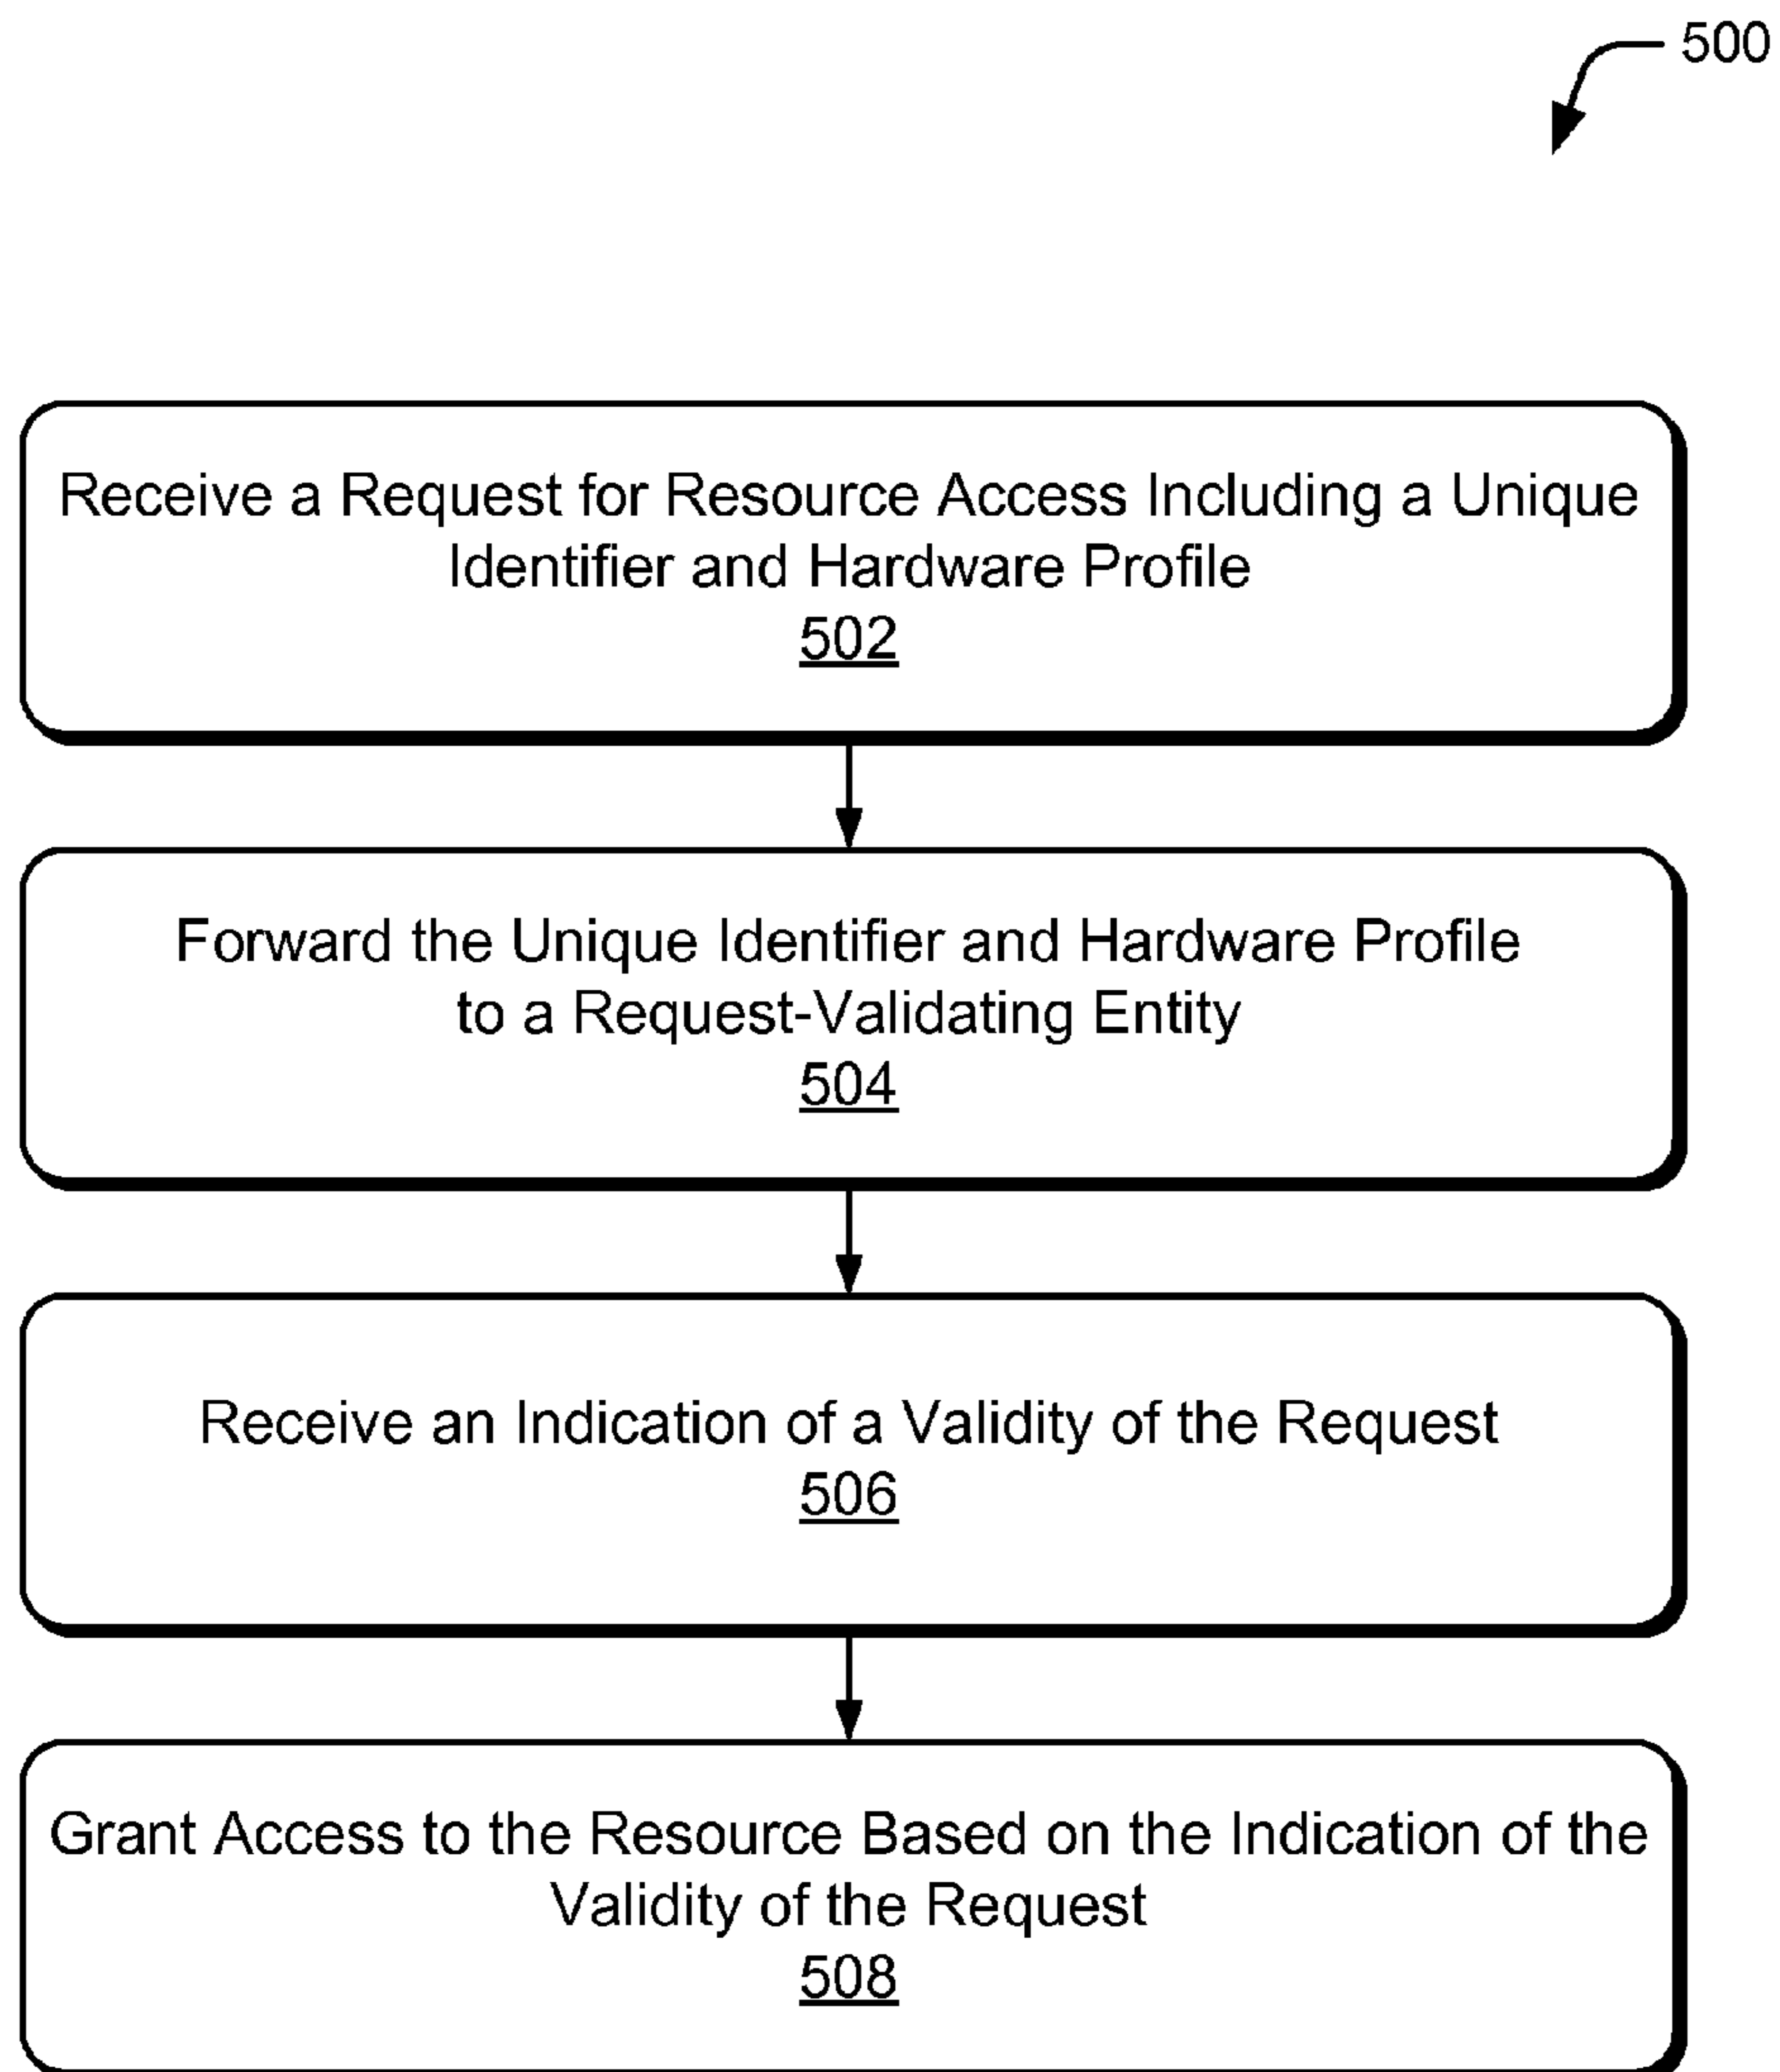 500
Receive a Request for Resource Access Including a Unique
Identifier and Hardware Profile
502
Forward the Unique Identifier and Hardware Profile
to a Request-Validating Entity
504
Receive an Indication of a Validity of the Request
506
Grant Access to the Resource Based on the Indication of the
Validity of the Request
508